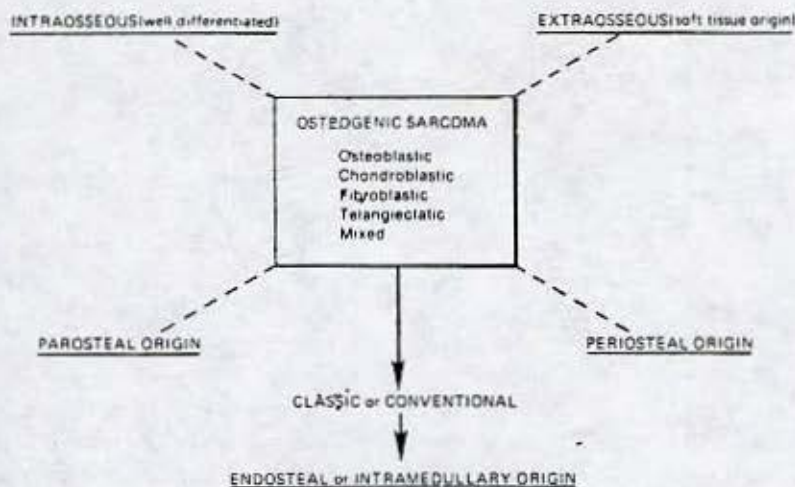 INTRAOSSEOUS (well differentiated)
EXTRAOSSEOUS (soft tissue origin)
OSTEOGENIC SARCOMA
Osteoblastic
Chondroblastic
Fibroblastic
Telangiectatic
Mixed
PAROSTEAL ORIGIN
PERIOSTEAL ORIGIN
CLASSIC or CONVENTIONAL
ENDOSTEAL or INTRAMEDULLARY ORIGIN